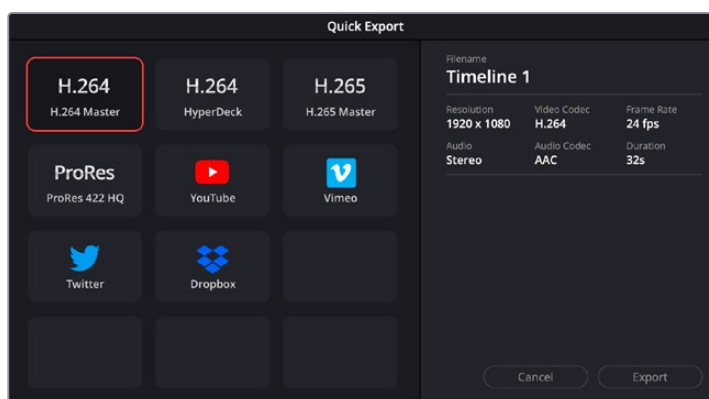 Quick Export
H.264
H.264 Master
H.264
HyperDeck
H.265
H.265 Master
ProRes
ProRes 422 HQ
YouTube
Vimeo
Twitter
Dropbox
Filename
Timeline 1
Resolution Video Codec Frame Rate
1920 x 1080 H.264 24 fps
Audio Audio Codec Duration
Stereo AAC 32s
Cancel Export